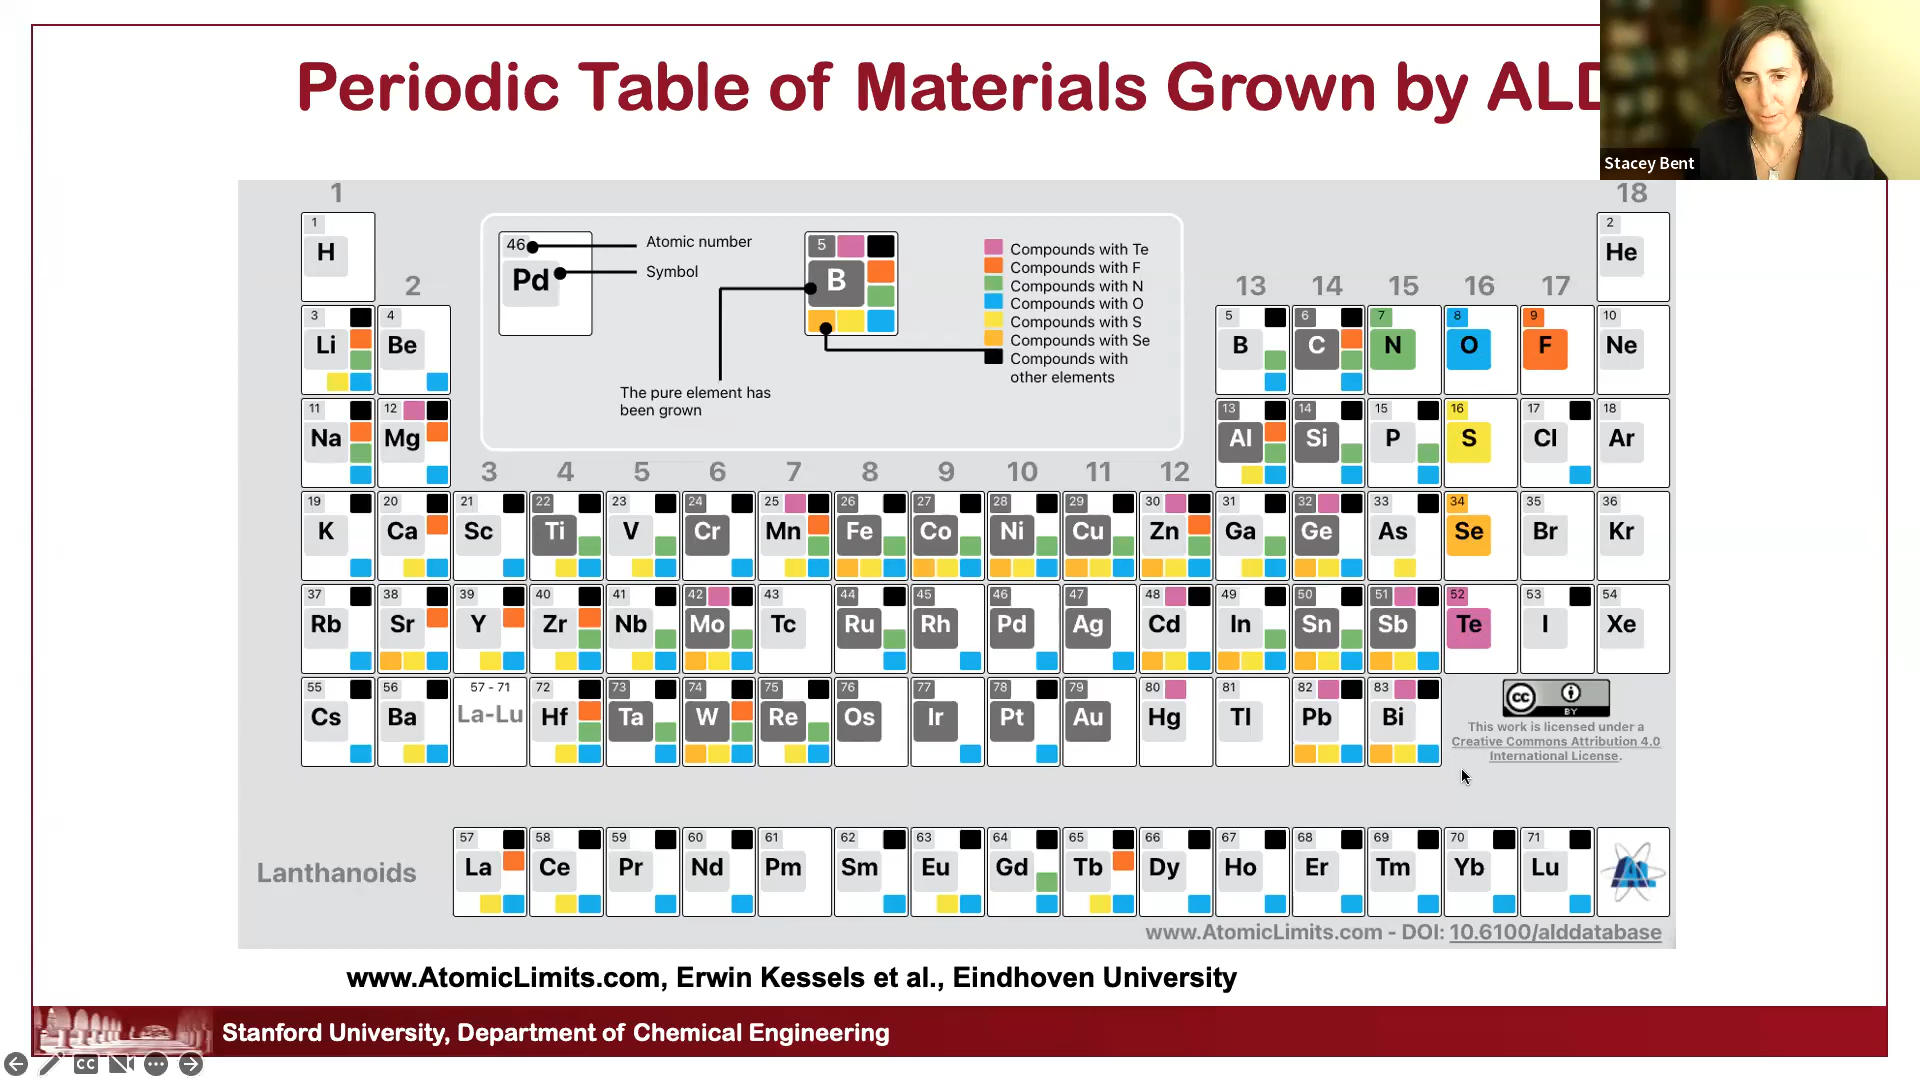 Periodic Table of Materials Grown by ALD
Stacey Bent
1
18
1
H
2
He
46
Pd
Atomic number
Symbol
5
B
The pure element has
been grown
Compounds with Te
Compounds with F
Compounds with N
Compounds with O
Compounds with S
Compounds with Se
Compounds with
other elements
2
13 14 15 16 17
3 4 5 6 7 8 9 10
Li Be B C N O F Ne
11 12 13 14 15 16 17 18
Na Mg Al Si P S Cl Ar
3 4 5 6 7 8 9 10 11 12
19 20 21 22 23 24 25 26 27 28 29 30 31 32 33 34 35 36
K Ca Sc Ti V Cr Mn Fe Co Ni Cu Zn Ga Ge As Se Br Kr
37 38 39 40 41 42 43 44 45 46 47 48 49 50 51 52 53 54
Rb Sr Y Zr Nb Mo Tc Ru Rh Pd Ag Cd In Sn Sb Te I Xe
55 56 57 - 71 72 73 74 75 76 77 78 79 80 81 82 83
Cs Ba La-Lu Hf Ta W Re Os Ir Pt Au Hg Tl Pb Bi
cc
BY
This work is licensed under a
Creative Commons Attribution 4.0
International License.
57 58 59 60 61 62 63 64 65 66 67 68 69 70 71
Lanthanoids La Ce Pr Nd Pm Sm Eu Gd Tb Dy Ho Er Tm Yb Lu
www.AtomicLimits.com - DOI: 10.6100/alddatabase
www.AtomicLimits.com, Erwin Kessels et al., Eindhoven University
Stanford University, Department of Chemical Engineering
CC